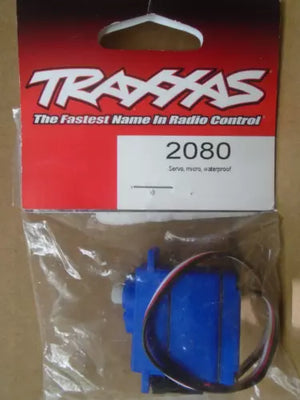 TRAXXAS
The Fastest Name In Radio Control
2080
Servo, micro, waterproof